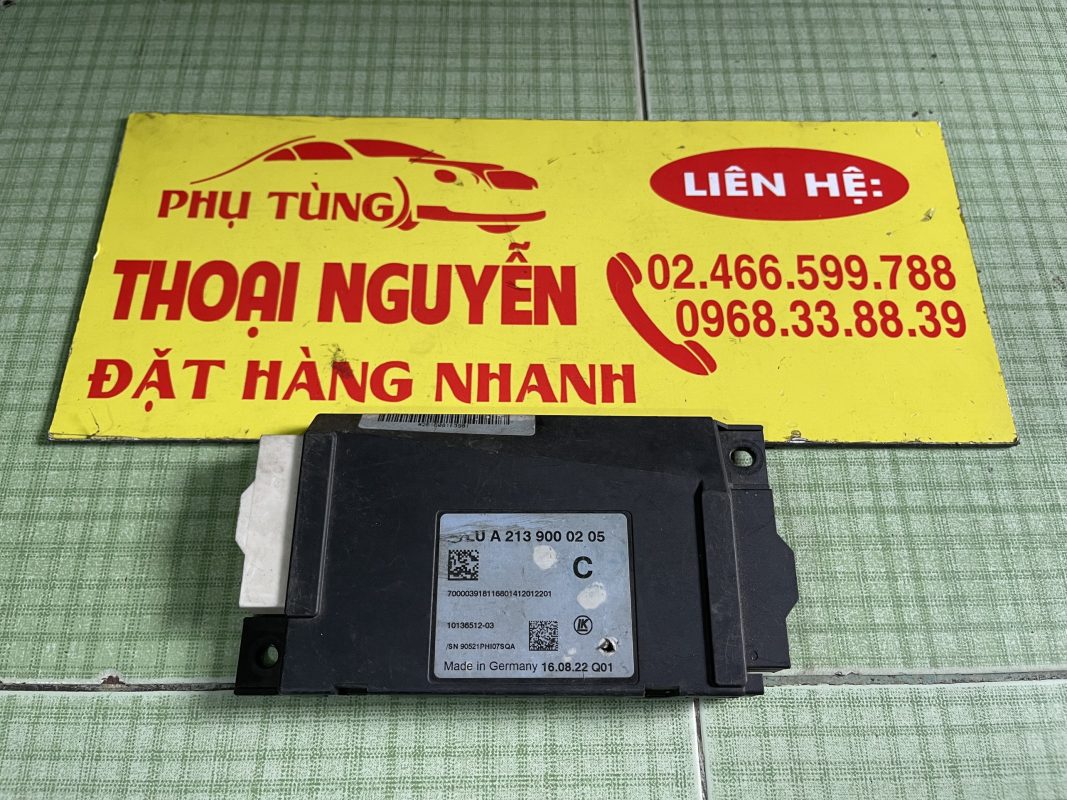 PHỤ TÙNG
THOẠI NGUYỄN
ĐẶT HÀNG NHANH
LIÊN HỆ:
02.466.599.788
0968.33.88.39
A 213 900 02 05
C
700003918116801412012201
10136512-03
/SN 90521PHI07SQA
Made in Germany 16.08.22 Q01